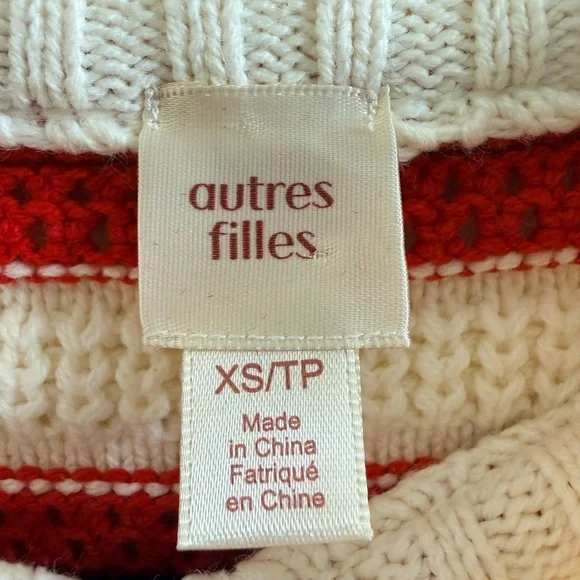 autres
filles
XS/TP
Made
in China
Fatriqué
en Chine